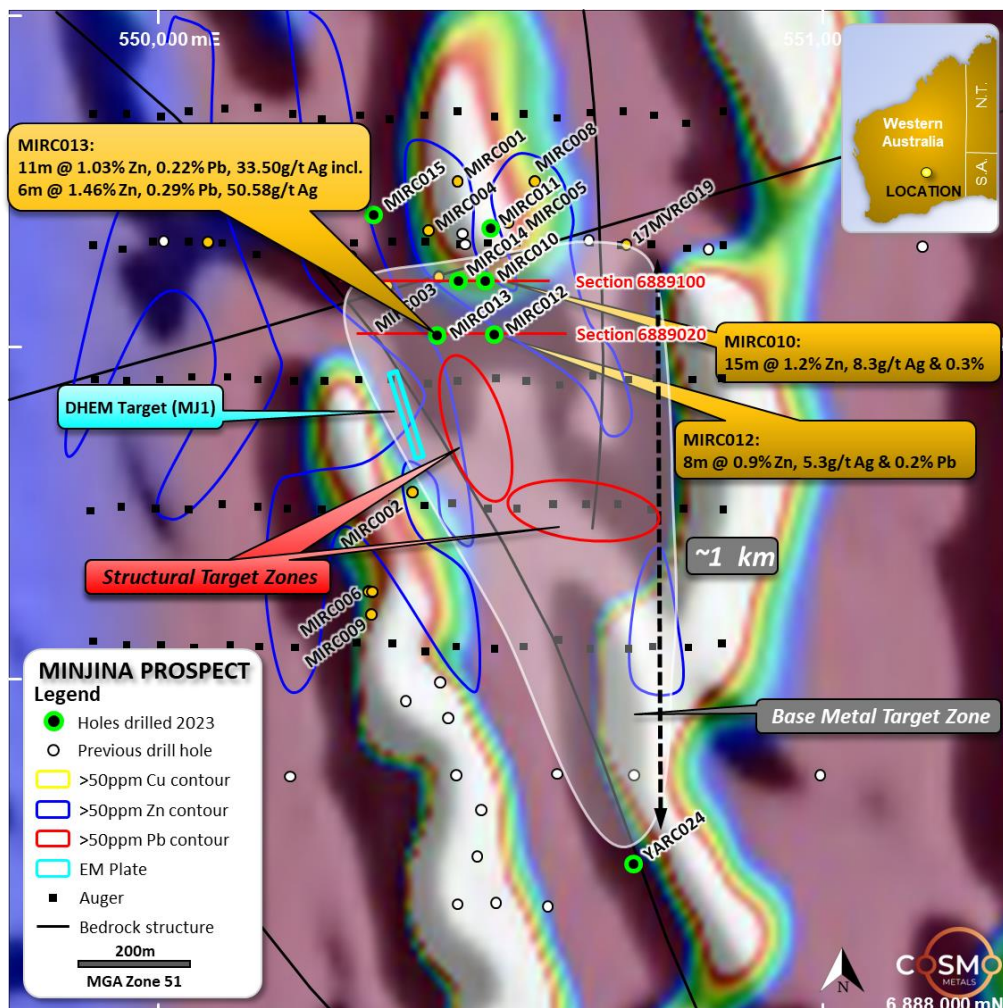 550,000 mE
551,00
Western
Australia
N.T.
S.A.
LOCATION
MIRC013:
11m @ 1.03% Zn, 0.22% Pb, 33.50g/t Ag incl.
6m @ 1.46% Zn, 0.29% Pb, 50.58g/t Ag
MIRC015
MIRC001
MIRC008
MIRC004
MIRC011
MIRC005
17MVRC019
MIRC014
MIRC010
MIRC003
Section 6889100
MIRC013
MIRC012
Section 6889020
MIRC010:
15m @ 1.2% Zn, 8.3g/t Ag & 0.3%
DHEM Target (MJ1)
MIRC012:
8m @ 0.9% Zn, 5.3g/t Ag & 0.2% Pb
MIRC002
~1 km
Structural Target Zones
MIRC006
MIRC009
MINJINA PROSPECT
Legend
Holes drilled 2023
Previous drill hole
>50ppm Cu contour
>50ppm Zn contour
>50ppm Pb contour
EM Plate
Auger
Bedrock structure
200m
MGA Zone 51
Base Metal Target Zone
YARC024
N
COSMO
METALS
6,888,000 mN